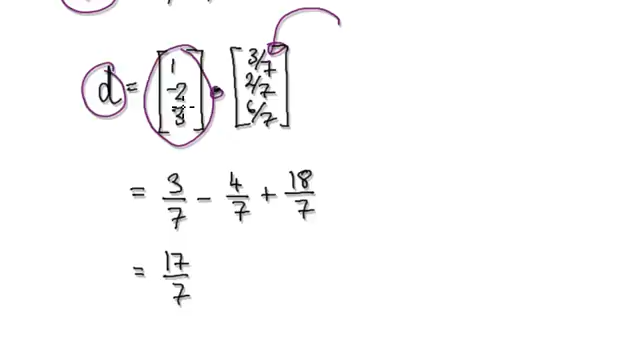 d = [1 -2 3] · [3/7 2/7 6/7]
= 3/7 - 4/7 + 18/7
= 17/7